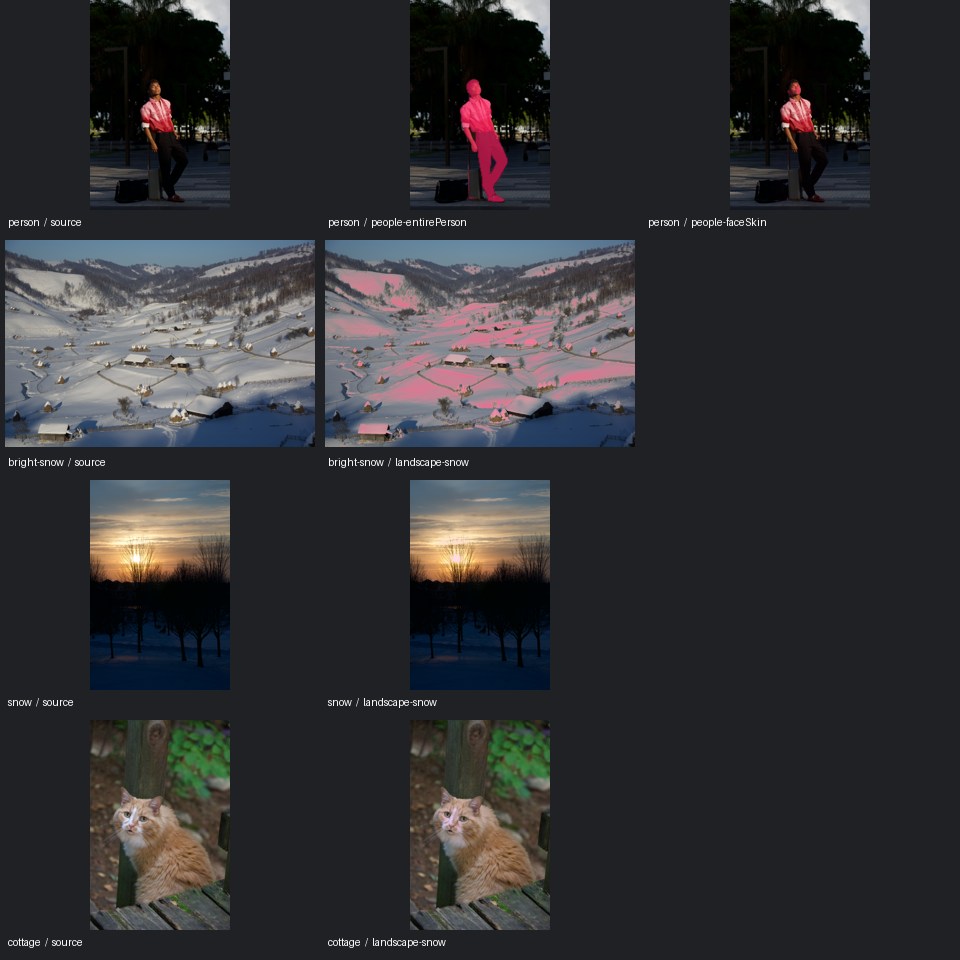 person / source
person / people-entirePerson
person / people-faceSkin
bright-snow / source
bright-snow / landscape-snow
snow / source
snow / landscape-snow
cottage / source
cottage / landscape-snow